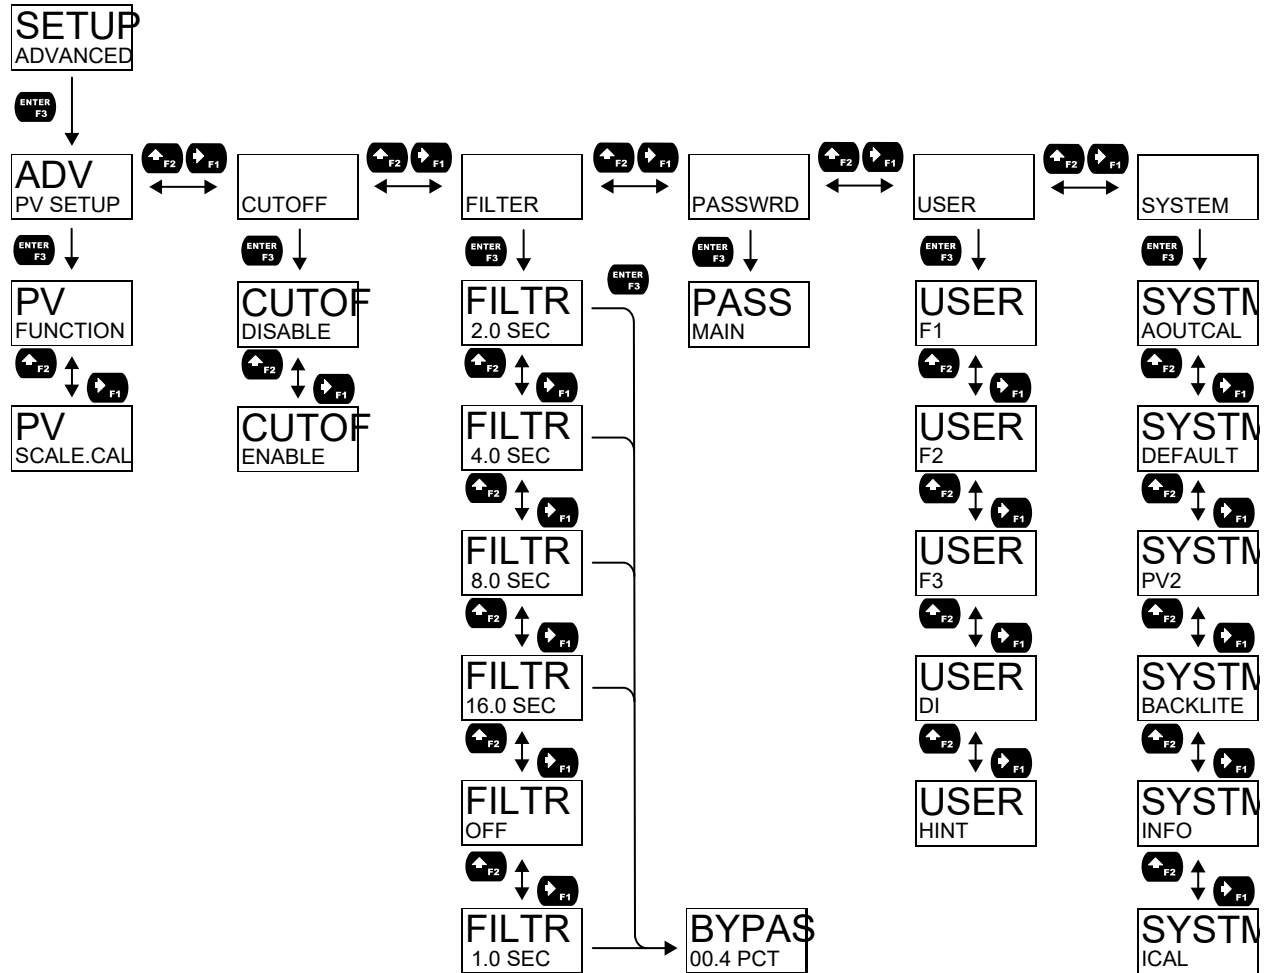 SETUP
ADVANCED
ENTER F3
F2 F1 F2 F1 F2 F1 F2 F1 F2 F1
ADV
PV SETUP CUTOFF FILTER PASSWRD USER SYSTEM
ENTER F3 ENTER F3 ENTER F3 ENTER F3 ENTER F3 ENTER F3
ENTER F3
PV CUTOF FILTR PASS USER SYSTM
FUNCTION DISABLE 2.0 SEC MAIN F1 AOUTCAL
F2 F1 F2 F1 F2 F1 F2 F1 F2 F1
PV CUTOF FILTR USER SYSTM
SCALE.CAL ENABLE 4.0 SEC F2 DEFAULT
F2 F1 F2 F1 F2 F1
FILTR USER SYSTM
8.0 SEC F3 PV2
F2 F1 F2 F1 F2 F1
FILTR USER SYSTM
16.0 SEC DI BACKLITE
F2 F1 F2 F1 F2 F1
FILTR USER SYSTM
OFF HINT INFO
F2 F1 F2 F1
FILTR BYPAS SYSTM
1.0 SEC 00.4 PCT ICAL